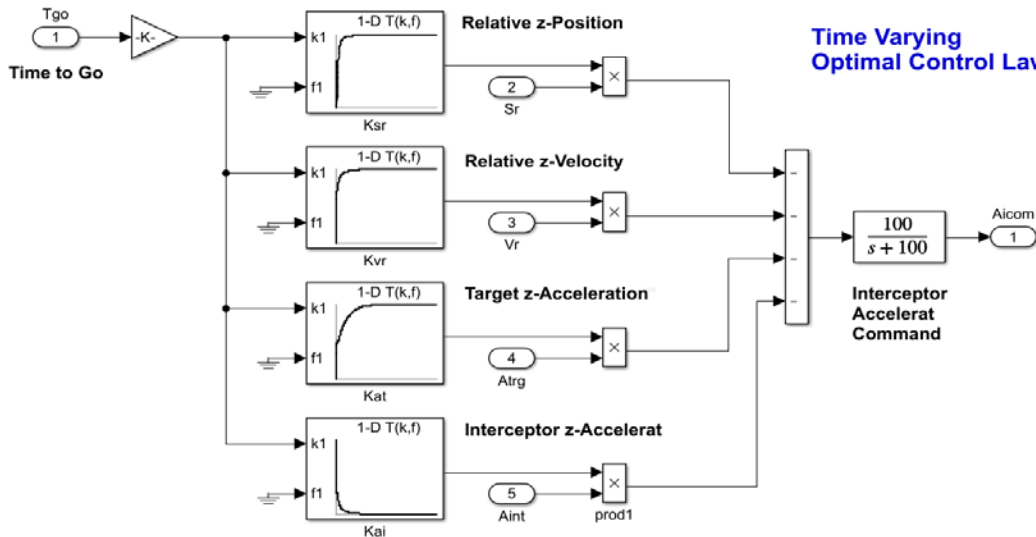 Tgo
1
-K-
Time to Go
1-D T(k,f)
k1
f1
Ksr
Relative z-Position
2
Sr
×
Time Varying
Optimal Control Law
1-D T(k,f)
k1
f1
Kvr
Relative z-Velocity
3
Vr
×
1-D T(k,f)
k1
f1
Kat
Target z-Acceleration
4
Atrg
×
1-D T(k,f)
k1
f1
Kai
Interceptor z-Accelerat
5
Aint
×
prod1
−
−
−
−
100
s + 100
Aicom
1
Interceptor
Accelerat
Command